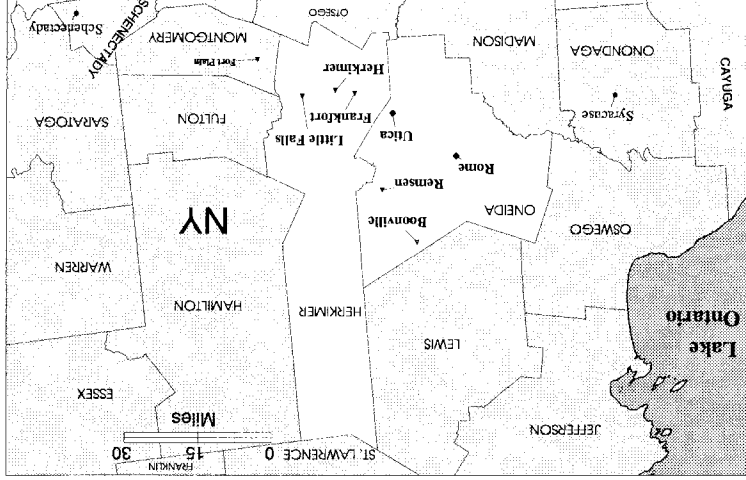 ST. LAWRENCE
FRANKLIN
0 15 30
Miles
JEFFERSON
ESSEX
Lake
Ontario
LEWIS
HERKIMER
HAMILTON
WARREN
OSWEGO
ONEIDA
Boonville
NY
Remsen
Rome
Utica
Little Falls
FULTON
SARATOGA
Syracase
Frankfort
Herkimer
CAYUGA
ONONDAGA
MADISON
Fort Plain
MONTGOMERY
SCHENECTADY
Schenectady
OTSEGO